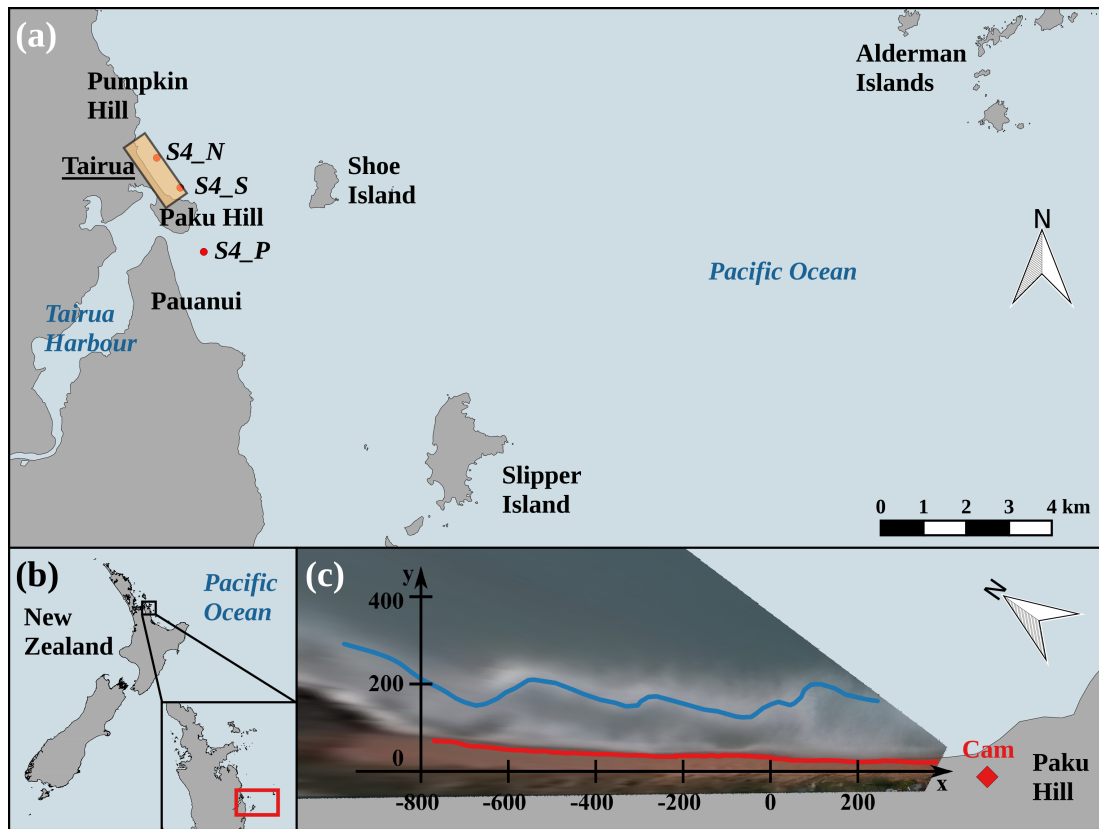 (a)
Pumpkin
Hill
Alderman
Islands
S4_N
Tairua
S4_S
Shoe
Island
Paku Hill
S4_P
N
Pacific Ocean
Pauanui
Tairua
Harbour
Slipper
Island
0 1 2 3 4 km
(b)
Pacific
Ocean
New
Zealand
(c)
y
400
200
0
-800 -600 -400 -200 0 200
x
N
Cam
Paku
Hill